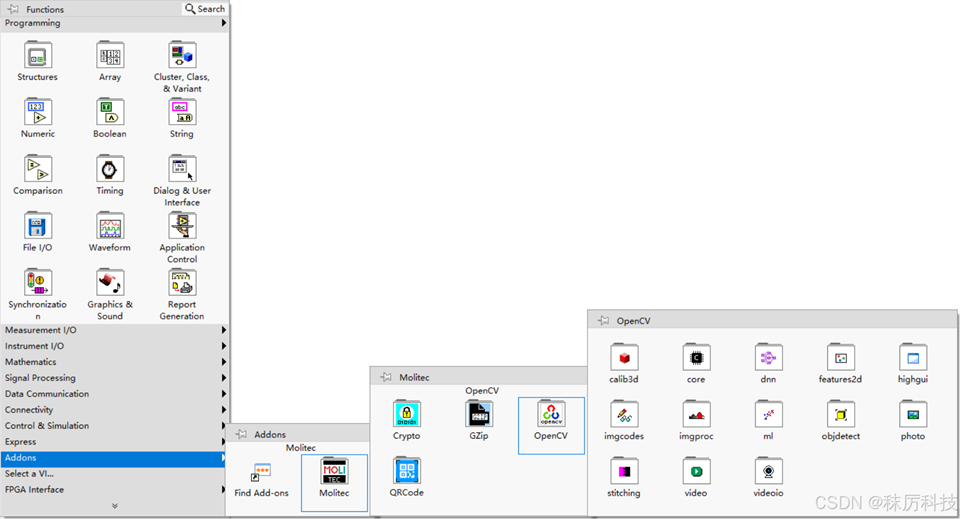 Functions
Search
Programming
Structures
Array
Cluster, Class,
& Variant
Numeric
Boolean
String
Comparison
Timing
Dialog & User
Interface
File I/O
Waveform
Application
Control
Synchronizatio
n
Graphics &
Sound
Report
Generation
Measurement I/O
Instrument I/O
Mathematics
Signal Processing
Data Communication
Connectivity
Control & Simulation
Express
Addons
Select a VI...
FPGA Interface
Addons
Molitec
Find Add-ons
MOLI
TEC
Molitec
Molitec
OpenCV
Crypto
GZip
OpenCV
QRCode
OpenCV
calib3d
core
dnn
features2d
highgui
imgcodes
imgproc
ml
objdetect
photo
stitching
video
videoio
CSDN @秣厉科技